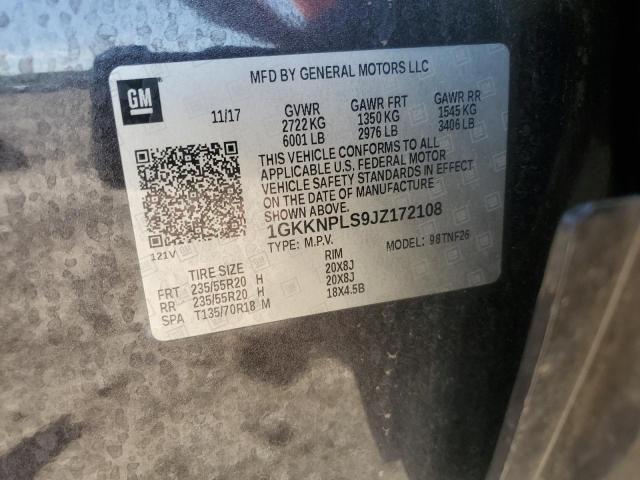 MFD BY GENERAL MOTORS LLC
GM
11/17 GVWR GAWR FRT GAWR RR
2722 KG 1350 KG 1545 KG
6001 LB 2976 LB 3406 LB
THIS VEHICLE CONFORMS TO ALL
APPLICABLE U.S. FEDERAL MOTOR
VEHICLE SAFETY STANDARDS IN EFFECT
ON THE DATE OF MANUFACTURE
SHOWN ABOVE.
1GKKNPLS9JZ172108
TYPE: M.P.V. MODEL: 98TNF26
121V
TIRE SIZE RIM
FRT 235/55R20 H 20X8J
RR 235/55R20 H 20X8J
SPA T135/70R18 M 18X4.5B